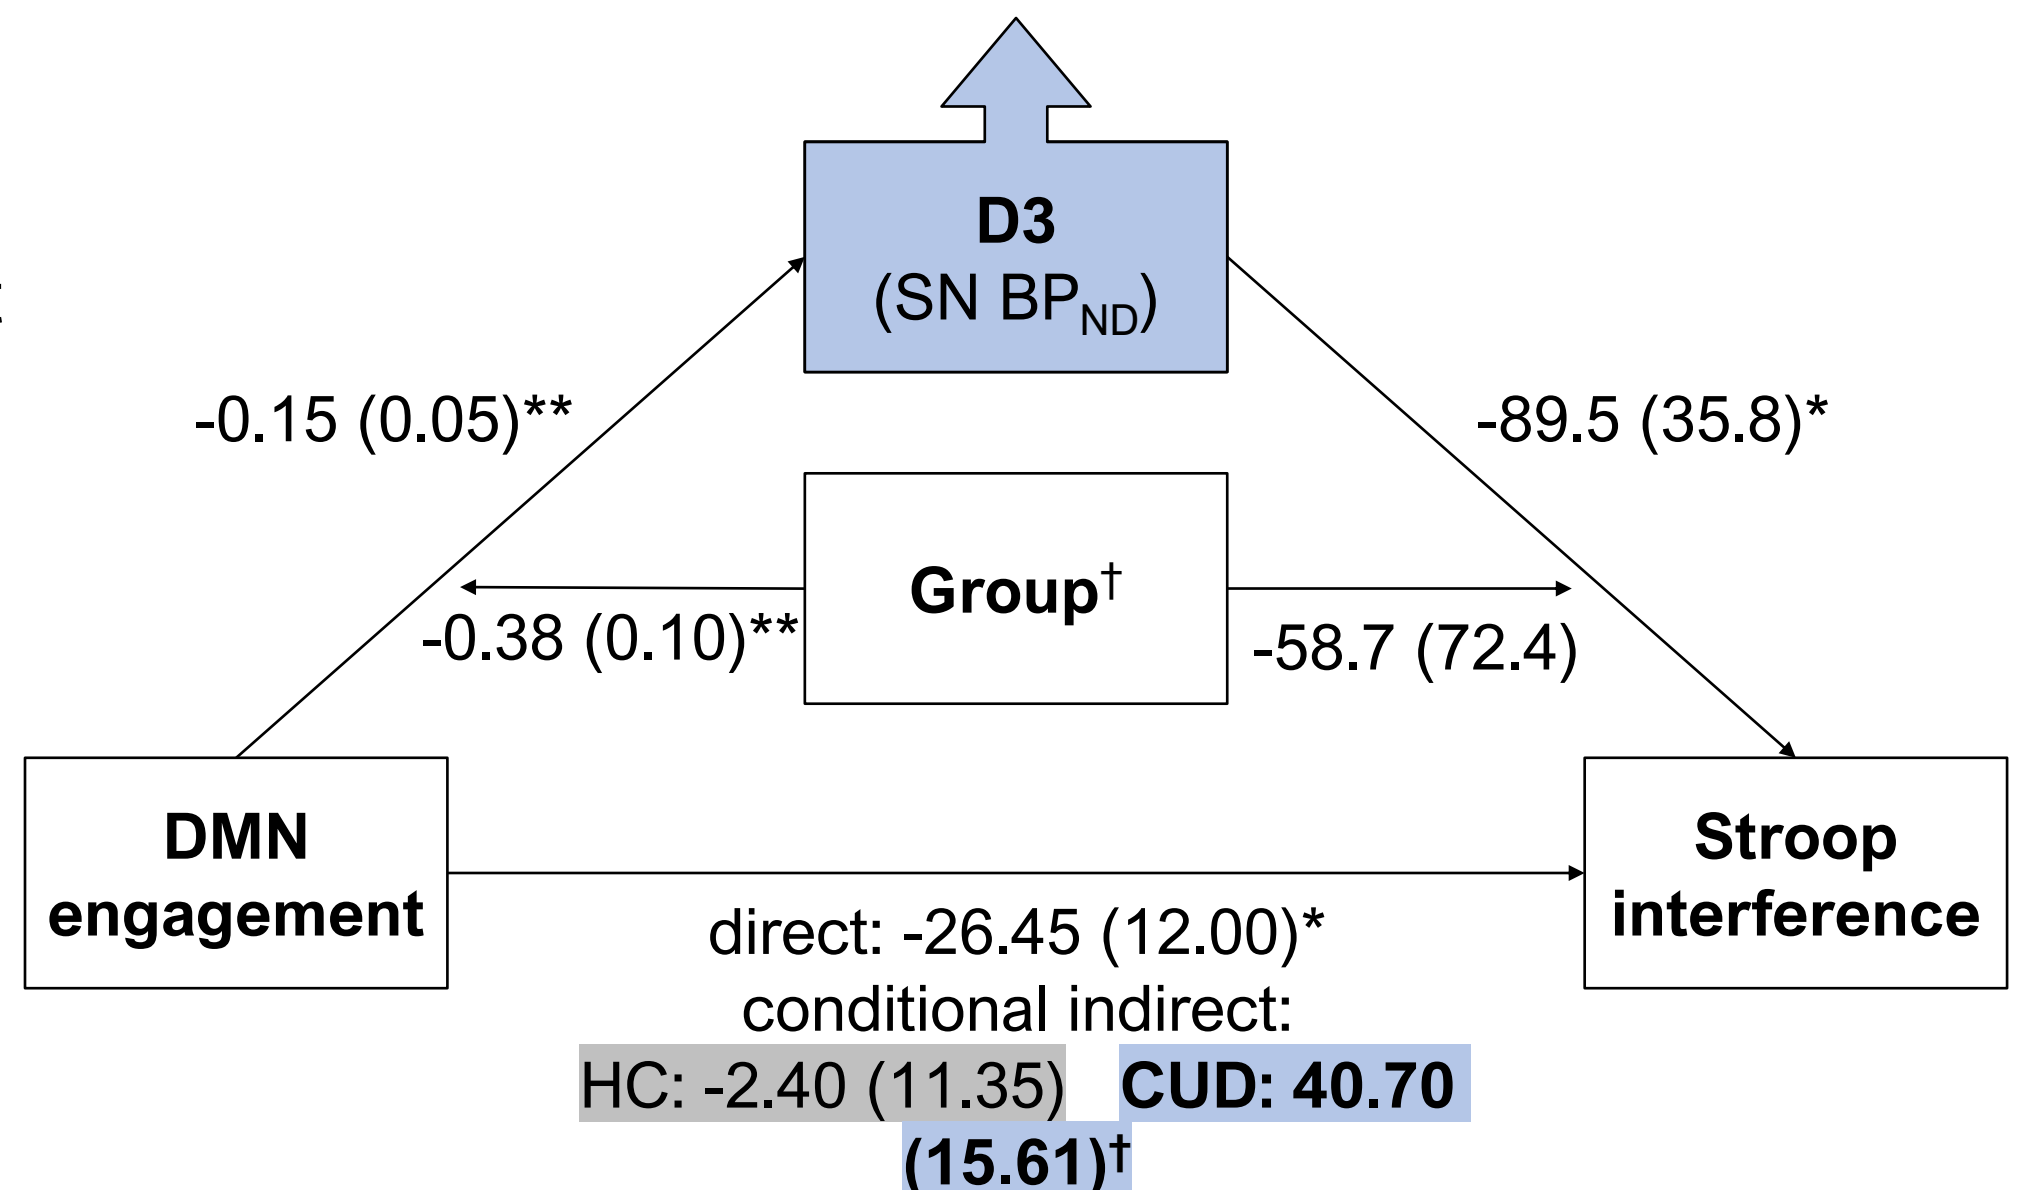 D3
(SN BPND)
-0.15 (0.05)**
-89.5 (35.8)*
Group†
-0.38 (0.10)**
-58.7 (72.4)
DMN
engagement
Stroop
interference
direct: -26.45 (12.00)*
conditional indirect:
HC: -2.40 (11.35) CUD: 40.70
(15.61)†